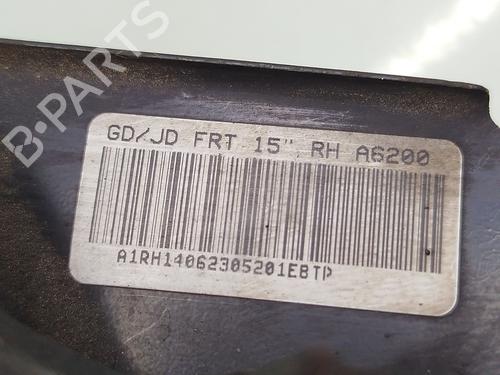 B-PARTS
GD/JD FRT 15" RH A6200
A1RH14062305201EBTP